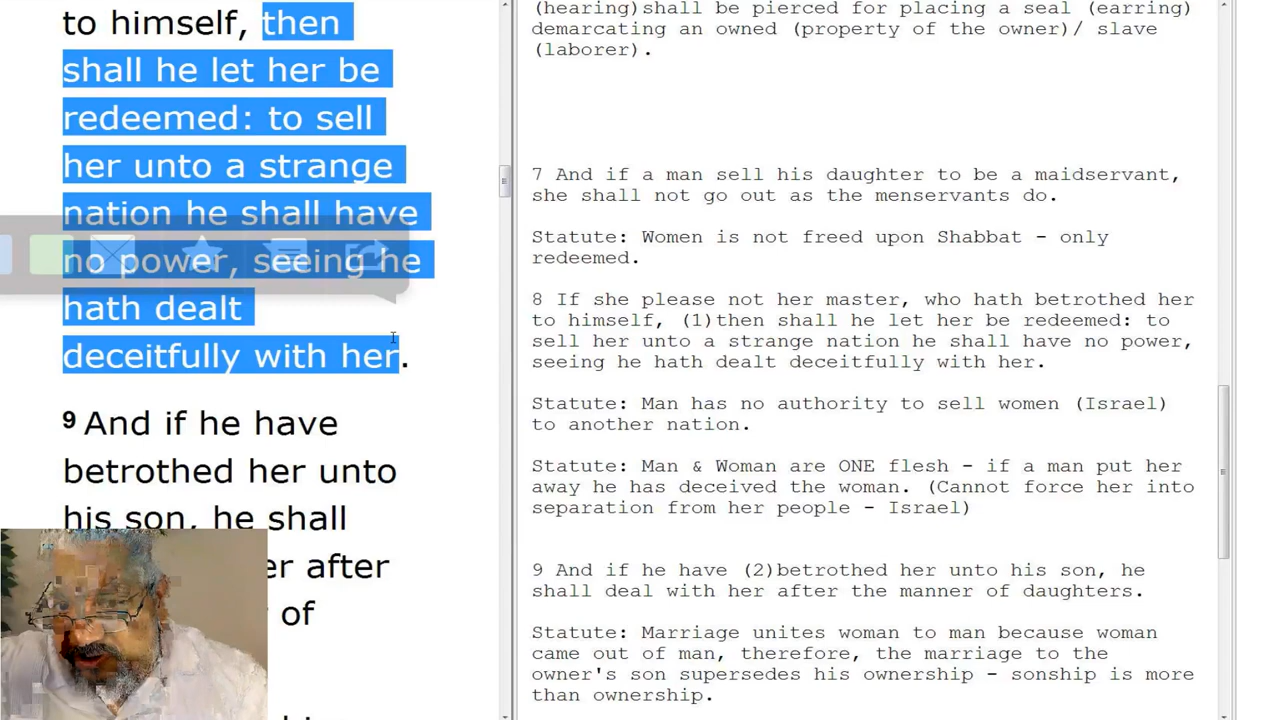 to himself, then
shall he let her be
redeemed: to sell
her unto a strange
nation he shall have
no power, seeing he
hath dealt
deceitfully with her.
9 And if he have
betrothed her unto
his son, he shall
er after
of
(hearing)shall be pierced for placing a seal (earring)
demarcating an owned (property of the owner)/ slave
(laborer).
7 And if a man sell his daughter to be a maidservant,
she shall not go out as the menservants do.
Statute: Women is not freed upon Shabbat - only
redeemed.
8 If she please not her master, who hath betrothed her
to himself, (1)then shall he let her be redeemed: to
sell her unto a strange nation he shall have no power,
seeing he hath dealt deceitfully with her.
Statute: Man has no authority to sell women (Israel)
to another nation.
Statute: Man & Woman are ONE flesh - if a man put her
away he has deceived the woman. (Cannot force her into
separation from her people - Israel)
9 And if he have (2)betrothed her unto his son, he
shall deal with her after the manner of daughters.
Statute: Marriage unites woman to man because woman
came out of man, therefore, the marriage to the
owner's son supersedes his ownership - sonship is more
than ownership.